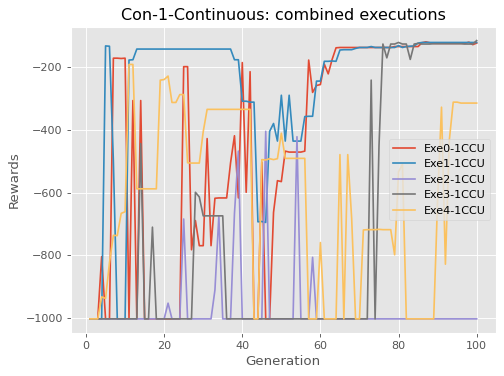 Con-1-Continuous: combined executions
Rewards
−200
−400
−600
−800
−1000
Exe0-1CCU
Exe1-1CCU
Exe2-1CCU
Exe3-1CCU
Exe4-1CCU
0 20 40 60 80 100
Generation